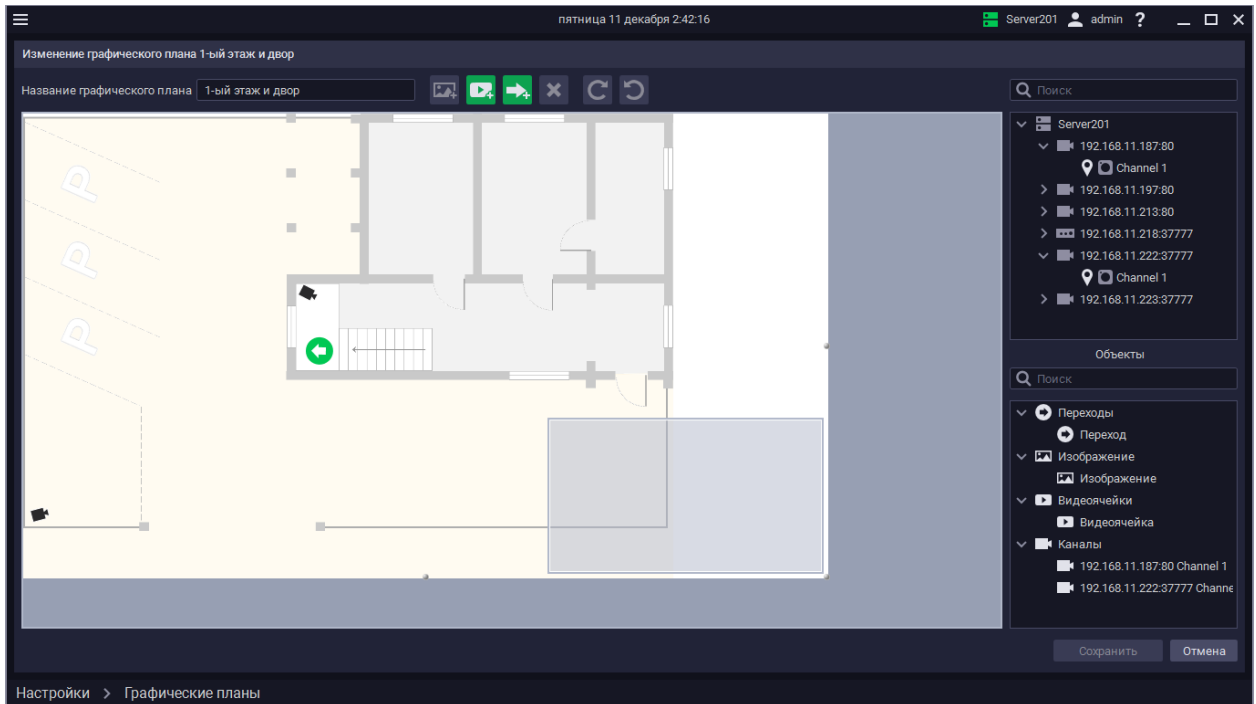 пятница 11 декабря 2:42:16
Server201 admin ?
Изменение графического плана 1-ый этаж и двор
Название графического плана 1-ый этаж и двор
Поиск
Server201
192.168.11.187:80
Channel 1
192.168.11.197:80
192.168.11.213:80
192.168.11.218:37777
192.168.11.222:37777
Channel 1
192.168.11.223:37777
P
P
P
Объекты
Поиск
Переходы
Переход
Изображение
Изображение
Видеоячейки
Видеоячейка
Каналы
192.168.11.187:80 Channel 1
192.168.11.222:37777 Channe
Сохранить Отмена
Настройки > Графические планы